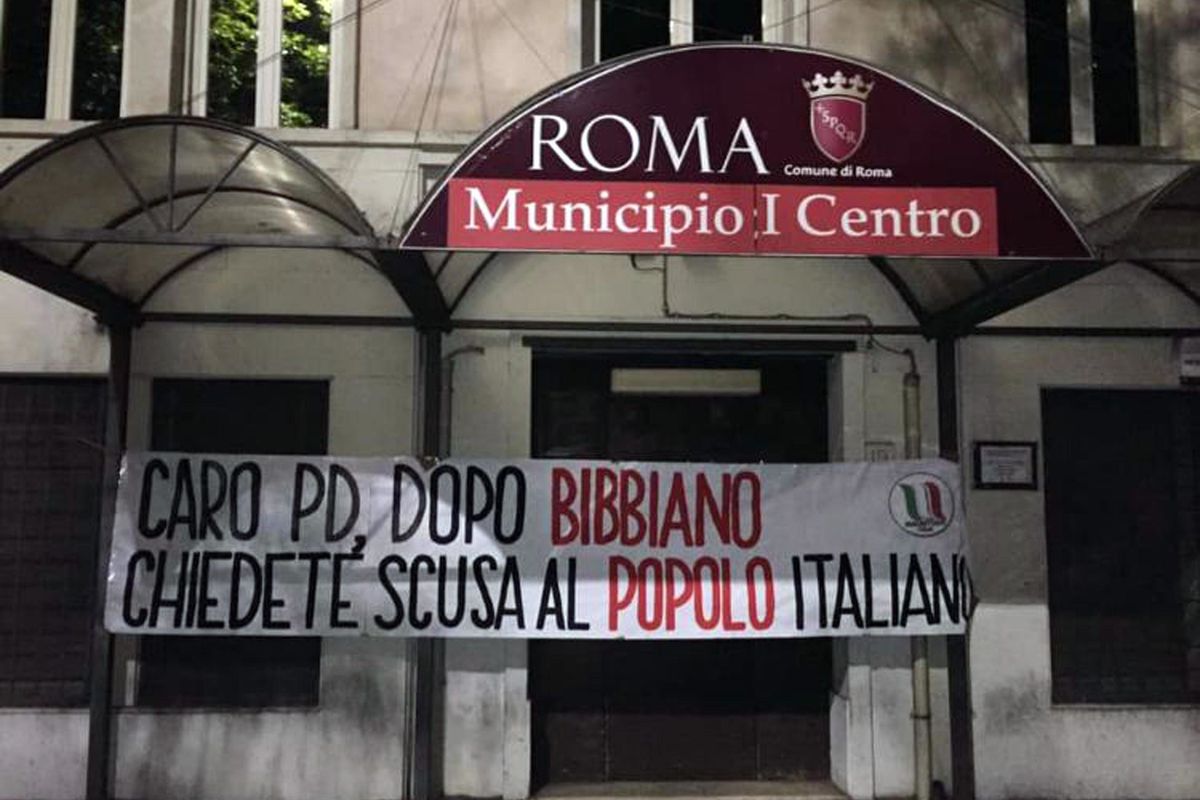 ROMA
S.P.Q.R.
Comune di Roma
Municipio I Centro
CARO PD, DOPO BIBBIANO
CHIEDETE SCUSA AL POPOLO ITALIANO